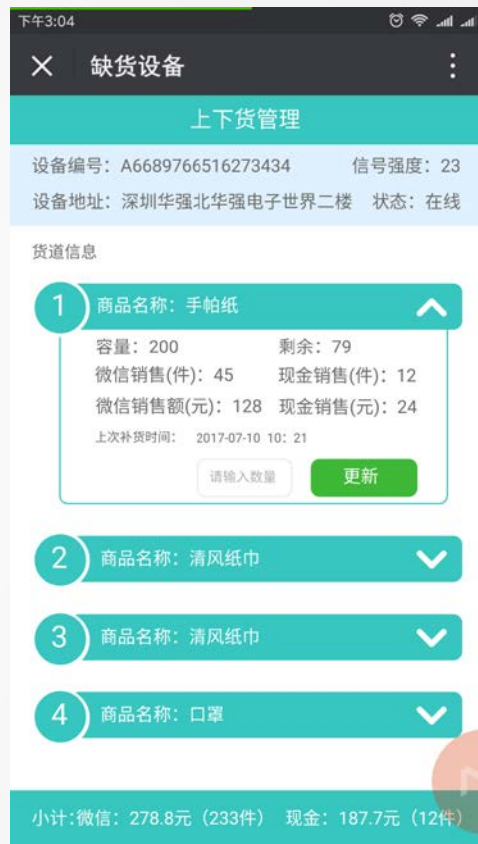 下午3:04
缺货设备
上下货管理
设备编号：A6689766516273434 信号强度：23
设备地址：深圳华强北华强电子世界二楼 状态：在线
货道信息
1 商品名称：手帕纸
容量：200 剩余：79
微信销售(件)：45 现金销售(件)：12
微信销售额(元)：128 现金销售(元)：24
上次补货时间： 2017-07-10 10：21
请输入数量 更新
2 商品名称：清风纸巾
3 商品名称：清风纸巾
4 商品名称：口罩
小计:微信：278.8元（233件） 现金：187.7元（12件）